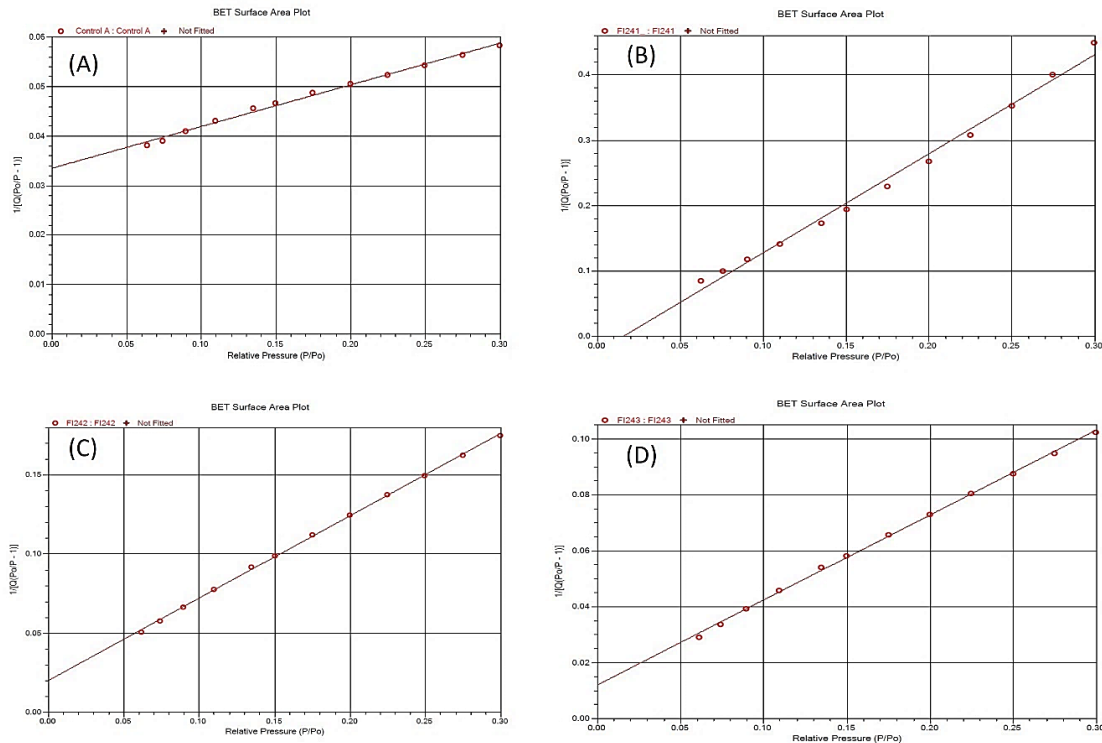 BET Surface Area Plot
Control A : Control A + Not Fitted
(A)
0.06
0.05
0.04
0.03
0.02
0.01
0.00
1/[Q(Po/P - 1)]
0.00 0.05 0.10 0.15 0.20 0.25 0.30
Relative Pressure (P/Po)
BET Surface Area Plot
FI241_ : FI241 + Not Fitted
(B)
0.4
0.3
0.2
0.1
0.0
1/[Q(Po/P - 1)]
0.00 0.05 0.10 0.15 0.20 0.25 0.30
Relative Pressure (P/Po)
BET Surface Area Plot
FI242 : FI242 + Not Fitted
(C)
0.15
0.10
0.05
0.00
1/[Q(Po/P - 1)]
0.00 0.05 0.10 0.15 0.20 0.25 0.30
Relative Pressure (P/Po)
BET Surface Area Plot
FI243 : FI243 + Not Fitted
(D)
0.10
0.08
0.06
0.04
0.02
0.00
1/[Q(Po/P - 1)]
0.00 0.05 0.10 0.15 0.20 0.25 0.30
Relative Pressure (P/Po)